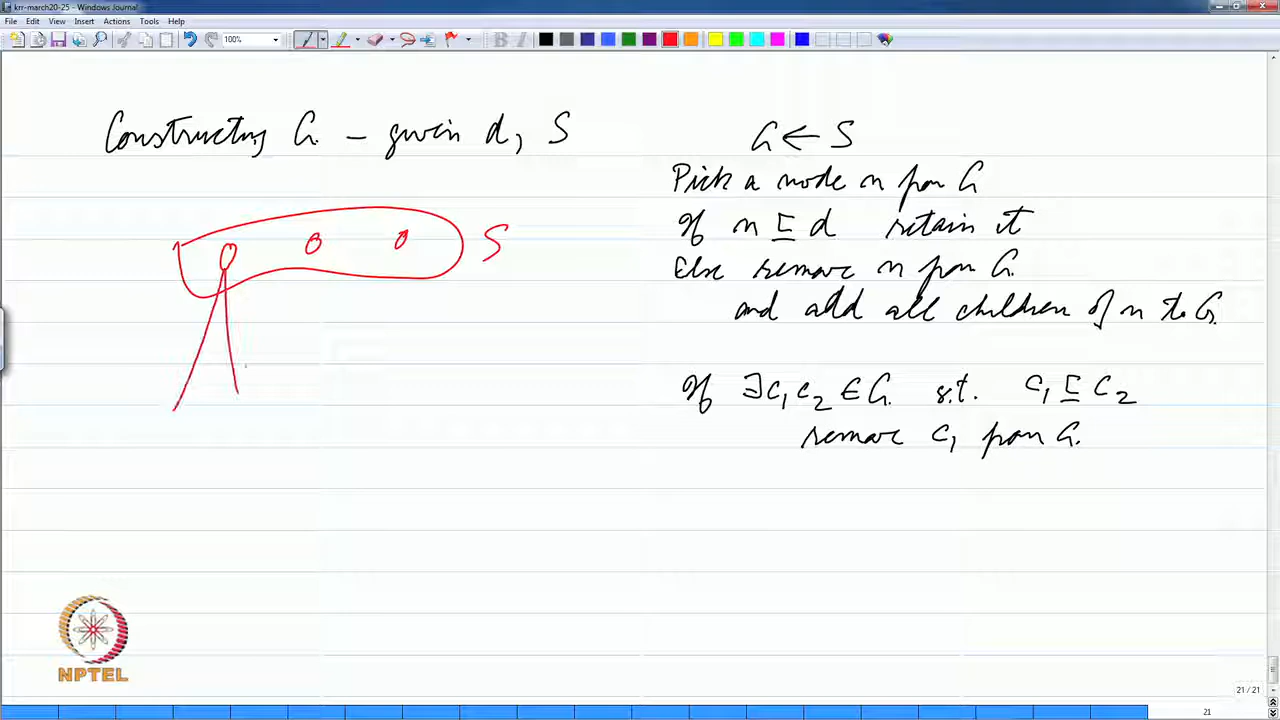 krr-march20-25 - Windows Journal
File Edit View Insert Actions Tools Help
100%
Constructing G - given d, S
G ← S
Pick a node n from G
If n ⊑ d retain it
Else remove n from G
and add all children of n to G.
If ∃c₁ c₂ ∈ G s.t. c₁ ⊑ c₂
remove c₁ from G.
S
NPTEL
21 / 21
21